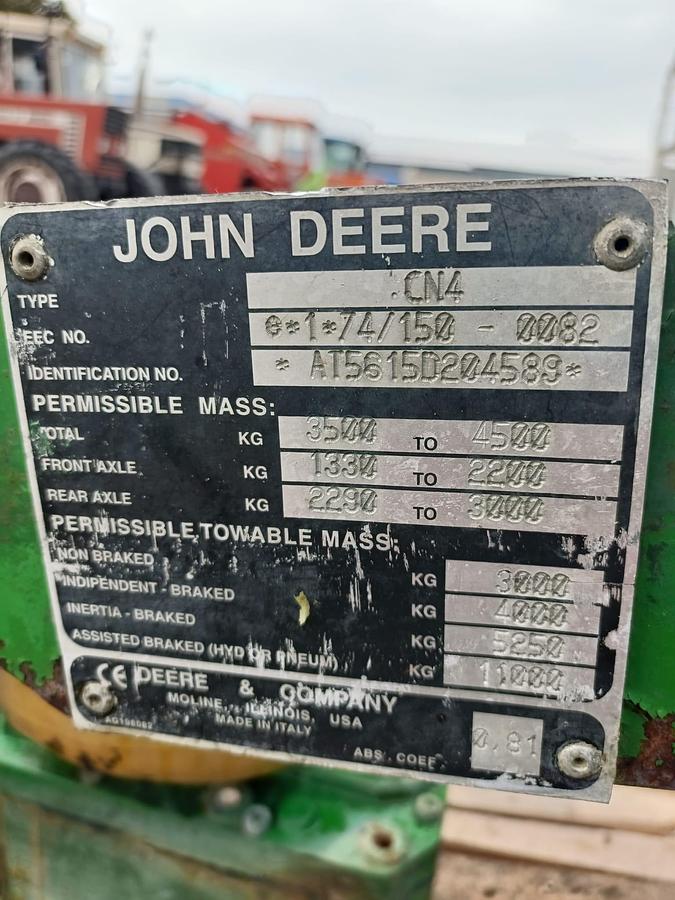 JOHN DEERE
TYPE CN4
EEC NO. e*1*74/150 - 0082
IDENTIFICATION NO. * AT5615D204589*
PERMISSIBLE MASS:
TOTAL KG 3500 TO 4500
FRONT AXLE KG 1330 TO 2200
REAR AXLE KG 2290 TO 3000
PERMISSIBLE TOWABLE MASS:
NON BRAKED KG 3000
INDIPENDENT - BRAKED KG 4000
INERTIA - BRAKED KG 5250
ASSISTED BRAKED (HYD OR PNEUM) KG 11000
CE DEERE & COMPANY
MOLINE, ILLINOIS, USA
MADE IN ITALY
ABS. COEF. 0.81